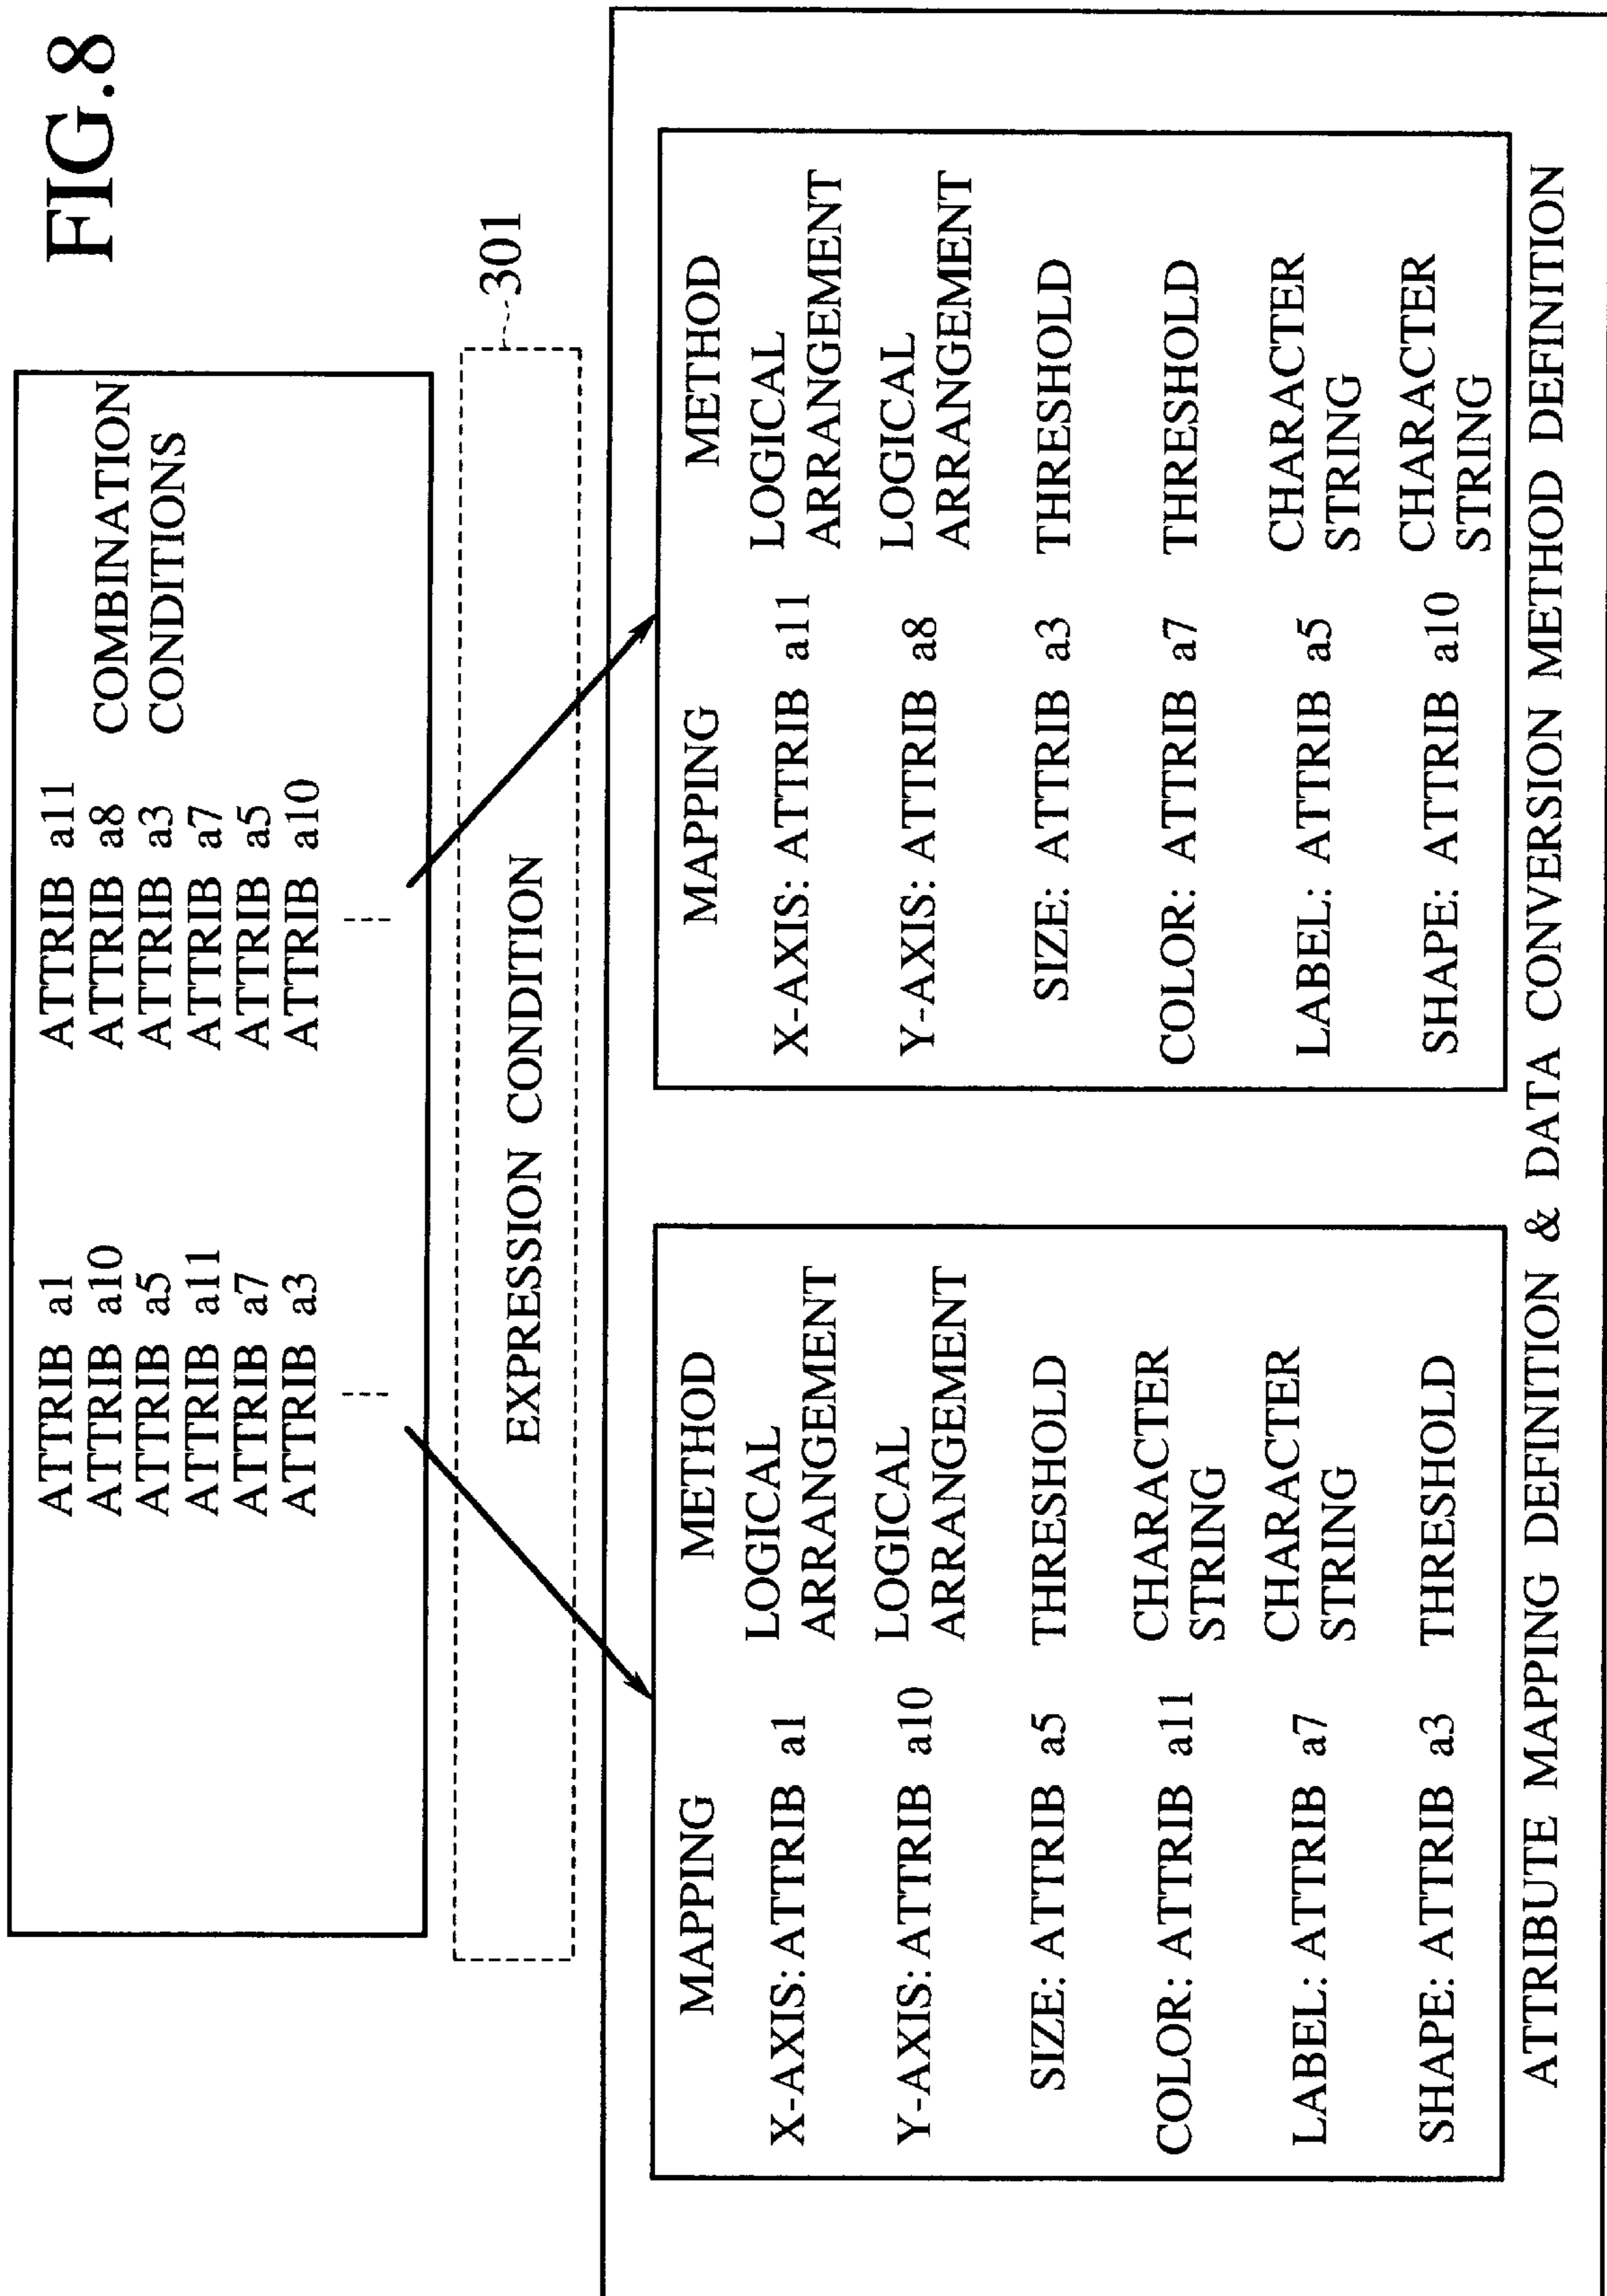 FIG.8
ATTRIB a1
ATTRIB a10
ATTRIB a5
ATTRIB a11
ATTRIB a7
ATTRIB a3
ATTRIB a11
ATTRIB a8
ATTRIB a3
ATTRIB a7
ATTRIB a5
ATTRIB a10
COMBINATION
CONDITIONS
EXPRESSION CONDITION
301
MAPPING METHOD
X-AXIS: ATTRIB a1 LOGICAL
ARRANGEMENT
Y-AXIS: ATTRIB a10 LOGICAL
ARRANGEMENT
SIZE: ATTRIB a5 THRESHOLD
COLOR: ATTRIB a11 CHARACTER
STRING
LABEL: ATTRIB a7 CHARACTER
STRING
SHAPE: ATTRIB a3 THRESHOLD
MAPPING METHOD
X-AXIS: ATTRIB a11 LOGICAL
ARRANGEMENT
Y-AXIS: ATTRIB a8 LOGICAL
ARRANGEMENT
SIZE: ATTRIB a3 THRESHOLD
COLOR: ATTRIB a7 THRESHOLD
LABEL: ATTRIB a5 CHARACTER
STRING
SHAPE: ATTRIB a10 CHARACTER
STRING
ATTRIBUTE MAPPING DEFINITION & DATA CONVERSION METHOD DEFINITION